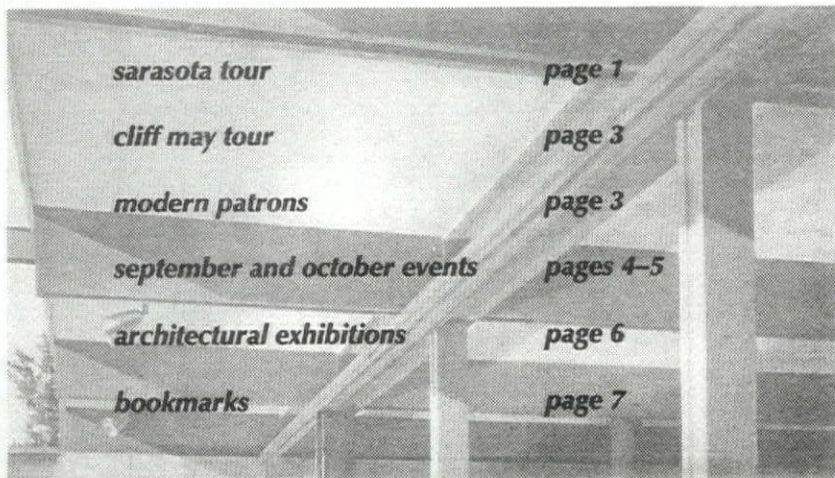 sarasota tour page 1
cliff may tour page 3
modern patrons page 3
september and october events pages 4–5
architectural exhibitions page 6
bookmarks page 7